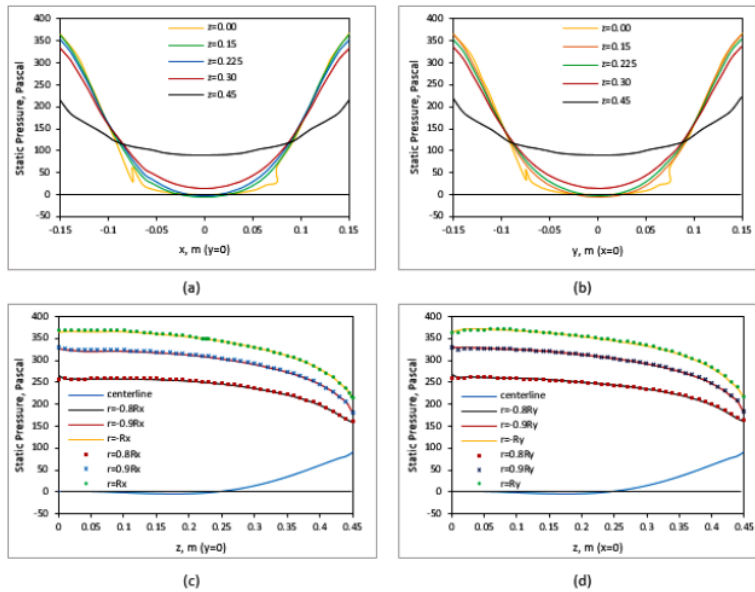 400
350
300
250
200
150
100
50
0
-50
Static Pressure, Pascal
z=0.00
z=0.15
z=0.225
z=0.30
z=0.45
-0.15 -0.1 -0.05 0 0.05 0.1 0.15
x, m (y=0)
(a)
400
350
300
250
200
150
100
50
0
-50
Static Pressure, Pascal
z=0.00
z=0.15
z=0.225
z=0.30
z=0.45
-0.15 -0.1 -0.05 0 0.05 0.1 0.15
y, m (x=0)
(b)
400
350
300
250
200
150
100
50
0
-50
Static Pressure, Pascal
centerline
r=-0.8Rx
r=-0.9Rx
r=-Rx
r=0.8Rx
r=0.9Rx
r=Rx
0 0.05 0.1 0.15 0.2 0.25 0.3 0.35 0.4 0.45
z, m (y=0)
(c)
400
350
300
250
200
150
100
50
0
-50
Static Pressure, Pascal
centerline
r=-0.8Ry
r=-0.9Ry
r=-Ry
r=0.8Ry
r=0.9Ry
r=Ry
0 0.05 0.1 0.15 0.2 0.25 0.3 0.35 0.4 0.45
z, m (x=0)
(d)